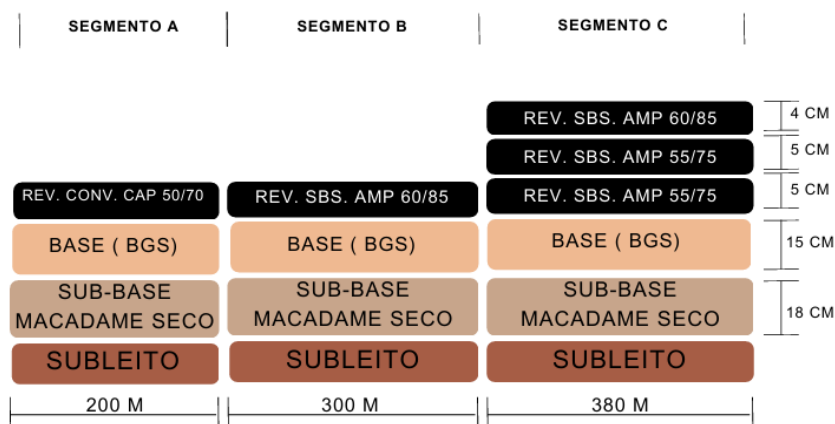 SEGMENTO A
SEGMENTO B
SEGMENTO C
REV. SBS. AMP 60/85
4 CM
REV. SBS. AMP 55/75
5 CM
REV. CONV. CAP 50/70
REV. SBS. AMP 60/85
REV. SBS. AMP 55/75
5 CM
BASE ( BGS)
BASE ( BGS)
BASE ( BGS)
15 CM
SUB-BASE
MACADAME SECO
SUB-BASE
MACADAME SECO
SUB-BASE
MACADAME SECO
18 CM
SUBLEITO
SUBLEITO
SUBLEITO
200 M
300 M
380 M